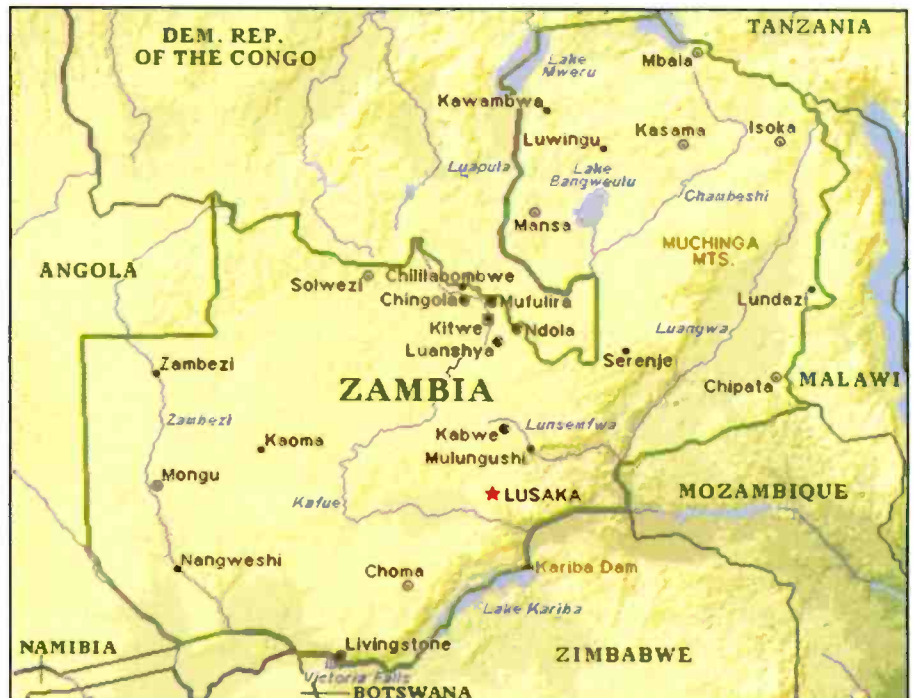 DEM. REP.
OF THE CONGO
TANZANIA
Lake
Mweru
Mbala
Kawambwa
Luwingu
Kasama
Isoka
Luapula
Lake
Bangweulu
Chambeshi
Mansa
MUCHINGA
MTS.
ANGOLA
Solwezi
Chililabombwe
Chingola
Mufulira
Lundazi
Kitwe
Ndola
Luangwa
Luanshya
Serenje
Zambezi
ZAMBIA
Chipata
MALAWI
Zambezi
Lunsemfwa
Kaoma
Kabwe
Mulungushi
Mongu
Kafue
LUSAKA
MOZAMBIQUE
Nangweshi
Choma
Kariba Dam
Lake Kariba
NAMIBIA
Livingstone
ZIMBABWE
Victoria Falls
BOTSWANA